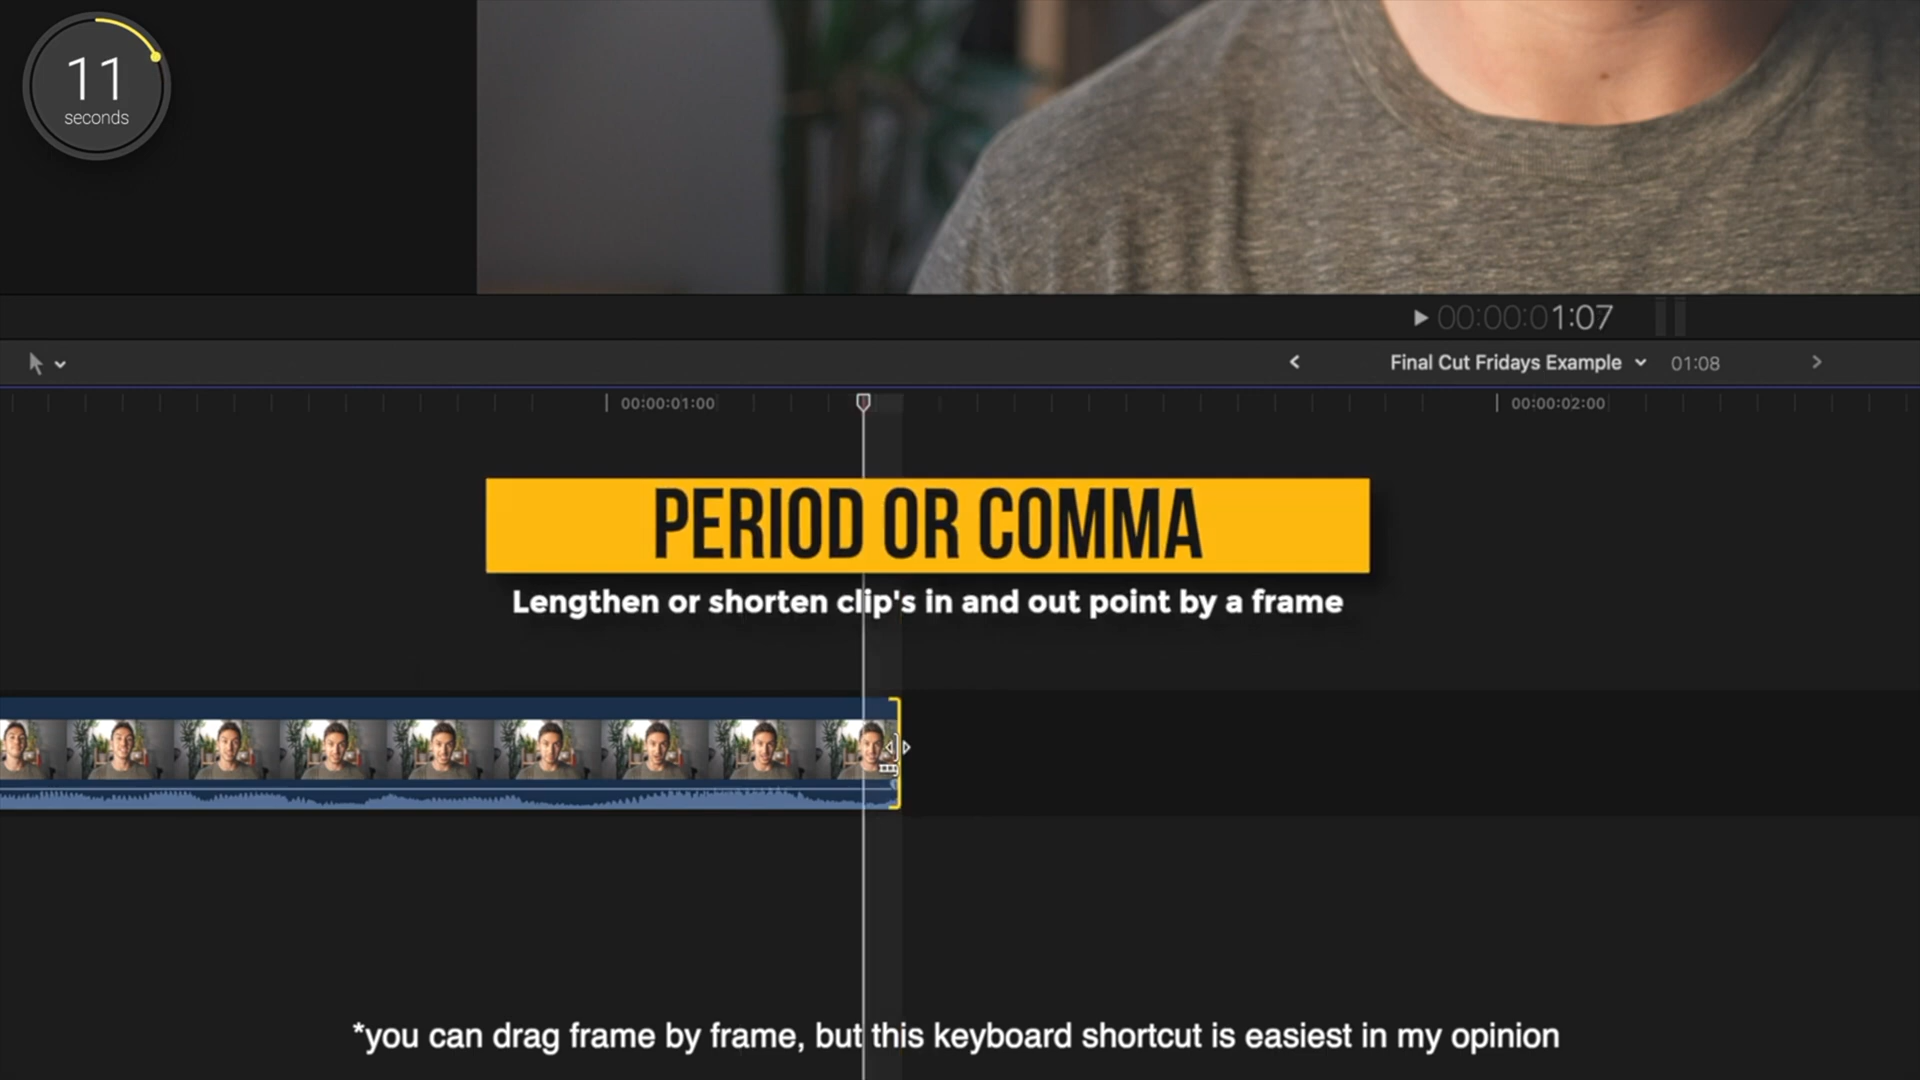 11
seconds
00:00:01:07
Final Cut Fridays Example 01:08
00:00:01:00 00:00:02:00
PERIOD OR COMMA
Lengthen or shorten clip's in and out point by a frame
*you can drag frame by frame, but this keyboard shortcut is easiest in my opinion